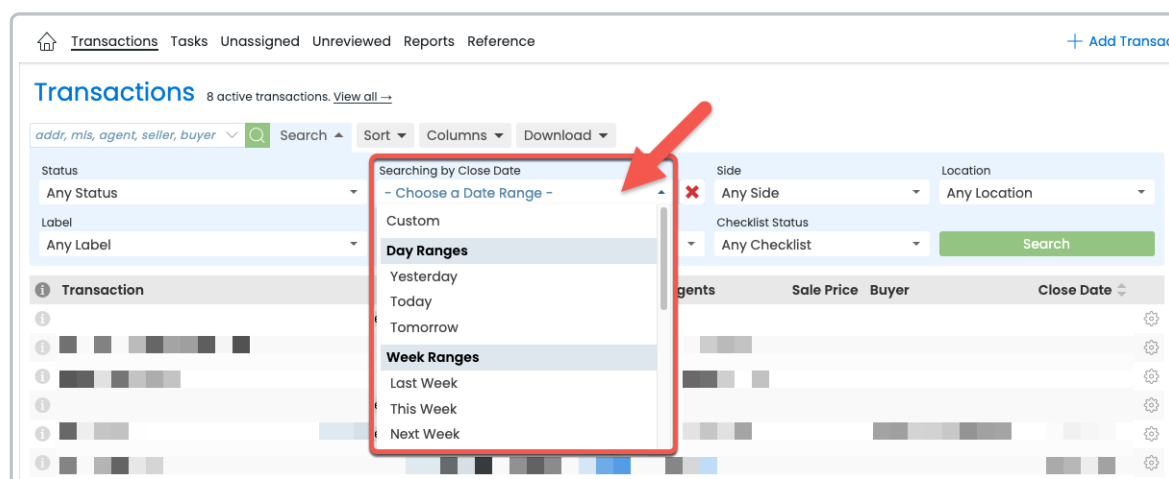 Transactions Tasks Unassigned Unreviewed Reports Reference
+ Add Transac
Transactions 8 active transactions. View all →
addr, mls, agent, seller, buyer Search Sort Columns Download
Status Searching by Close Date Side Location
Any Status - Choose a Date Range - Any Side Any Location
Label Custom Checklist Status
Any Label Any Checklist Search
Day Ranges
Yesterday
Today
Tomorrow
Week Ranges
Last Week
This Week
Next Week
Transaction gents Sale Price Buyer Close Date